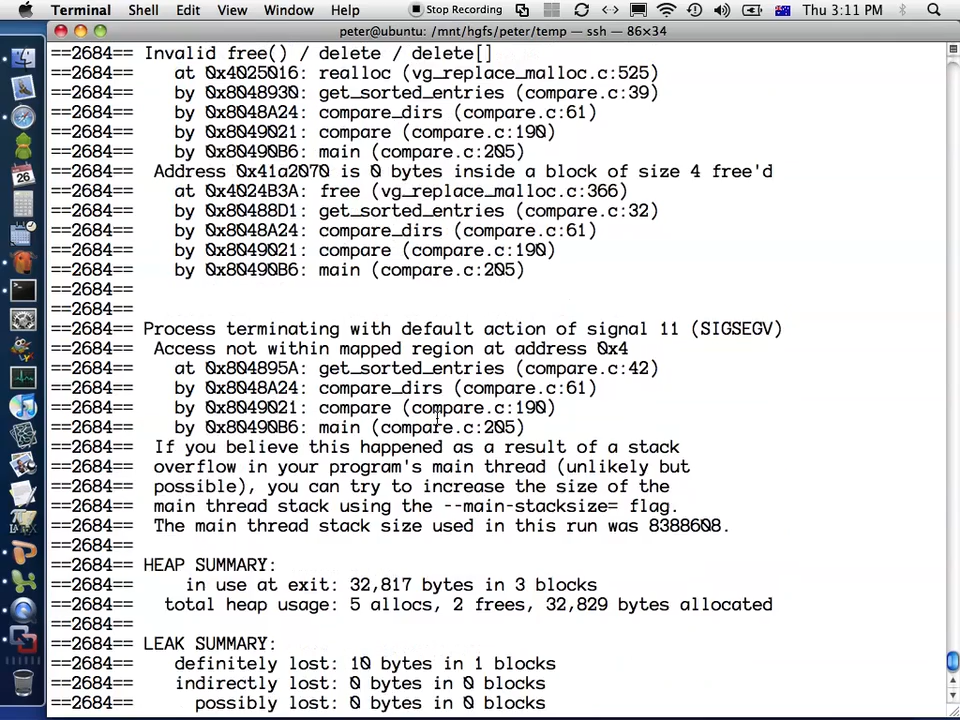 Terminal Shell Edit View Window Help Stop Recording Thu 3:11 PM
peter@ubuntu: /mnt/hgfs/peter/temp — ssh — 86×34
==2684== Invalid free() / delete / delete[]
==2684==    at 0x4025016: realloc (vg_replace_malloc.c:525)
==2684==    by 0x8048930: get_sorted_entries (compare.c:39)
==2684==    by 0x8048A24: compare_dirs (compare.c:61)
==2684==    by 0x8049021: compare (compare.c:190)
==2684==    by 0x80490B6: main (compare.c:205)
==2684==  Address 0x41a2070 is 0 bytes inside a block of size 4 free'd
==2684==    at 0x4024B3A: free (vg_replace_malloc.c:366)
==2684==    by 0x80488D1: get_sorted_entries (compare.c:32)
==2684==    by 0x8048A24: compare_dirs (compare.c:61)
==2684==    by 0x8049021: compare (compare.c:190)
==2684==    by 0x80490B6: main (compare.c:205)
==2684==
==2684==
==2684== Process terminating with default action of signal 11 (SIGSEGV)
==2684==  Access not within mapped region at address 0x4
==2684==    at 0x804895A: get_sorted_entries (compare.c:42)
==2684==    by 0x8048A24: compare_dirs (compare.c:61)
==2684==    by 0x8049021: compare (compare.c:190)
==2684==    by 0x80490B6: main (compare.c:205)
==2684==  If you believe this happened as a result of a stack
==2684==  overflow in your program's main thread (unlikely but
==2684==  possible), you can try to increase the size of the
==2684==  main thread stack using the --main-stacksize= flag.
==2684==  The main thread stack size used in this run was 8388608.
==2684==
==2684== HEAP SUMMARY:
==2684==     in use at exit: 32,817 bytes in 3 blocks
==2684==   total heap usage: 5 allocs, 2 frees, 32,829 bytes allocated
==2684==
==2684== LEAK SUMMARY:
==2684==    definitely lost: 10 bytes in 1 blocks
==2684==    indirectly lost: 0 bytes in 0 blocks
==2684==      possibly lost: 0 bytes in 0 blocks
26